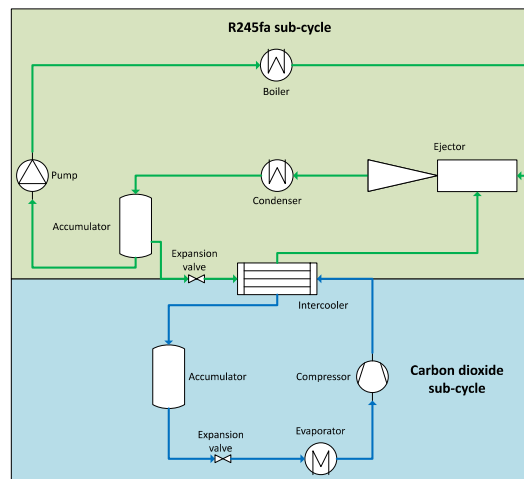 R245fa sub-cycle
Boiler
Ejector
Pump
Condenser
Accumulator
Expansion
valve
Intercooler
Accumulator
Compressor
Carbon dioxide
sub-cycle
Evaporator
Expansion
valve